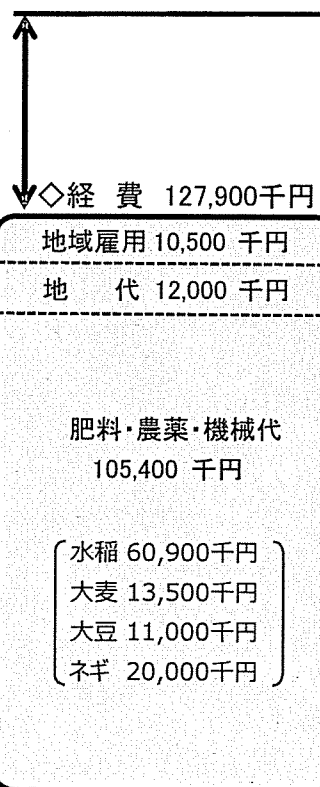 ◇経　費　127,900千円
地域雇用 10,500 千円
地　　代 12,000 千円
肥料・農薬・機械代
105,400 千円
水稲 60,900千円
大麦 13,500千円
大豆 11,000千円
ネギ 20,000千円